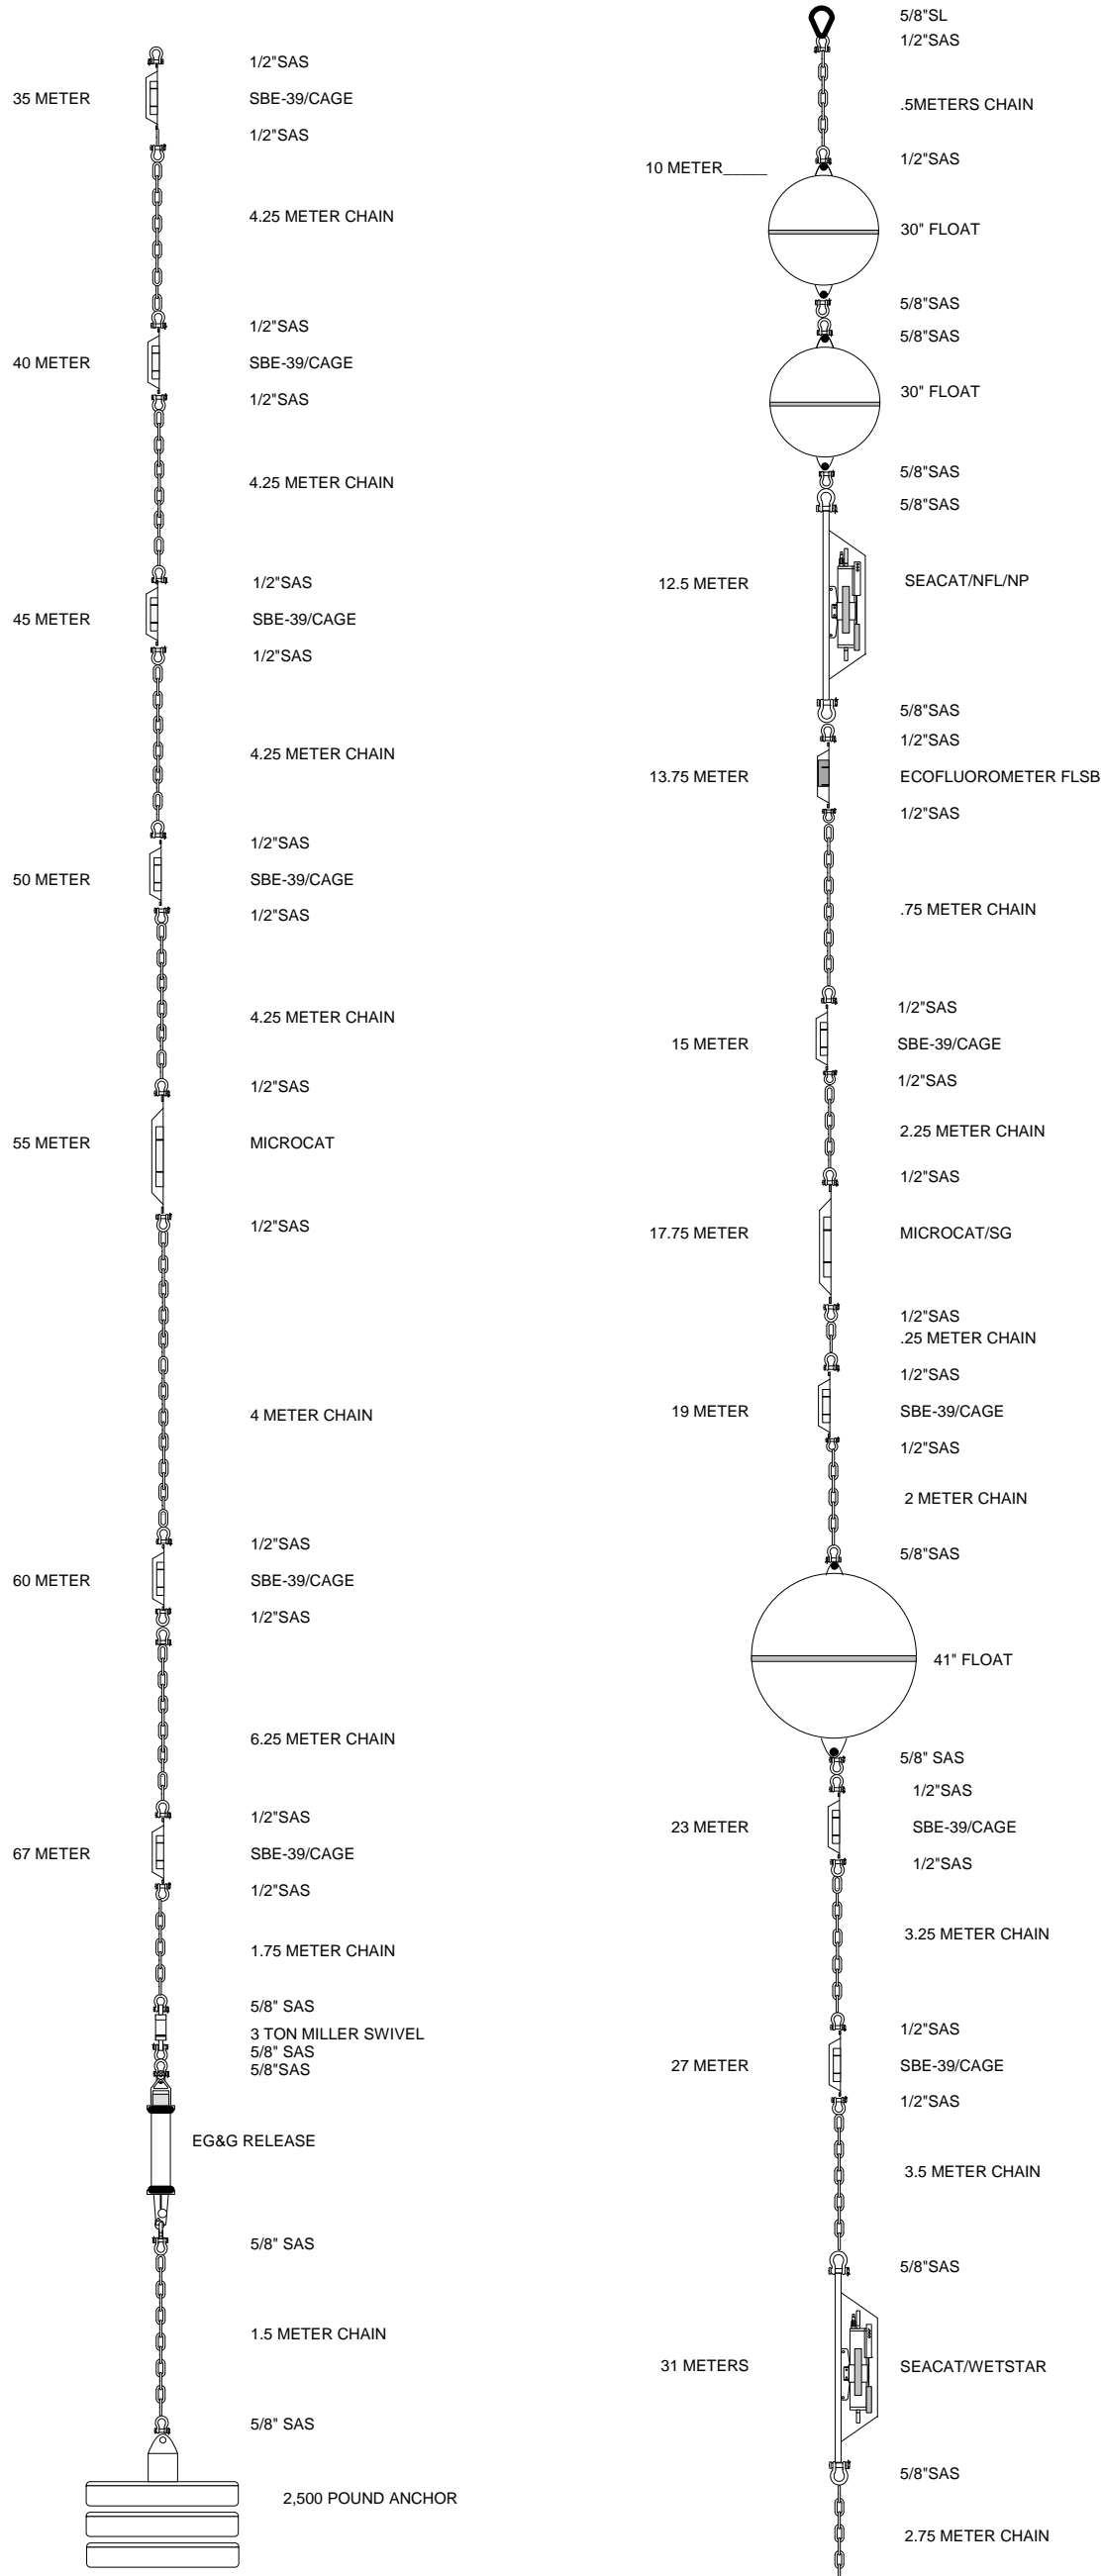 1/2"SAS
35 METER
SBE-39/CAGE
1/2"SAS
4.25 METER CHAIN
1/2"SAS
40 METER
SBE-39/CAGE
1/2"SAS
4.25 METER CHAIN
1/2"SAS
45 METER
SBE-39/CAGE
1/2"SAS
4.25 METER CHAIN
1/2"SAS
50 METER
SBE-39/CAGE
1/2"SAS
4.25 METER CHAIN
1/2"SAS
55 METER
MICROCAT
1/2"SAS
4 METER CHAIN
1/2"SAS
60 METER
SBE-39/CAGE
1/2"SAS
6.25 METER CHAIN
1/2"SAS
67 METER
SBE-39/CAGE
1/2"SAS
1.75 METER CHAIN
5/8" SAS
3 TON MILLER SWIVEL
5/8" SAS
5/8"SAS
EG&G RELEASE
5/8" SAS
1.5 METER CHAIN
5/8" SAS
2,500 POUND ANCHOR
5/8"SL
1/2"SAS
.5METERS CHAIN
1/2"SAS
10 METER_____
30" FLOAT
5/8"SAS
5/8"SAS
30" FLOAT
5/8"SAS
5/8"SAS
12.5 METER
SEACAT/NFL/NP
5/8"SAS
1/2"SAS
13.75 METER
ECOFLUOROMETER FLSB
1/2"SAS
.75 METER CHAIN
1/2"SAS
15 METER
SBE-39/CAGE
1/2"SAS
2.25 METER CHAIN
1/2"SAS
17.75 METER
MICROCAT/SG
1/2"SAS
.25 METER CHAIN
1/2"SAS
19 METER
SBE-39/CAGE
1/2"SAS
2 METER CHAIN
5/8"SAS
41" FLOAT
5/8" SAS
1/2"SAS
23 METER
SBE-39/CAGE
1/2"SAS
3.25 METER CHAIN
1/2"SAS
27 METER
SBE-39/CAGE
1/2"SAS
3.5 METER CHAIN
5/8"SAS
31 METERS
SEACAT/WETSTAR
5/8"SAS
2.75 METER CHAIN